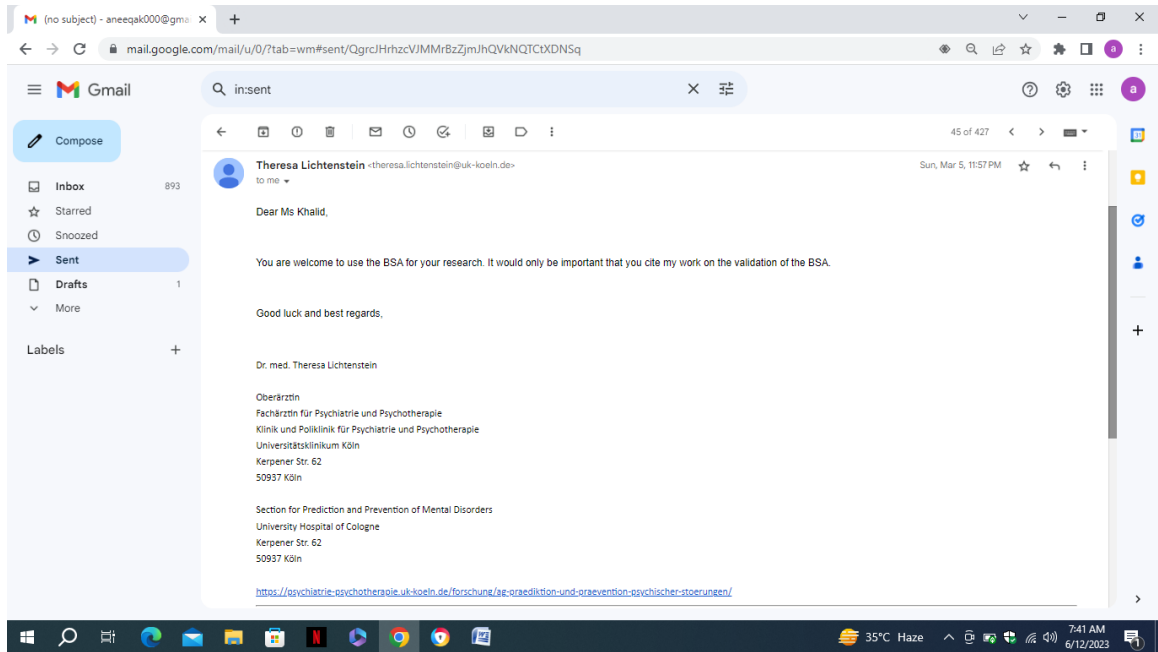 (no subject) - aneeqak000@gma
mail.google.com/mail/u/0/?tab=wm#sent/QgrcJHrhzcVJMMrBzZjmJhQVkNQTCtXDNSq
a
Gmail
in:sent
a
Compose
45 of 427
31
Theresa Lichtenstein <theresa.lichtenstein@uk-koeln.de>
Sun, Mar 5, 11:57 PM
to me
Inbox 893
Starred
Snoozed
Sent
Drafts 1
More
Labels
Dear Ms Khalid,
You are welcome to use the BSA for your research. It would only be important that you cite my work on the validation of the BSA.
Good luck and best regards,
Dr. med. Theresa Lichtenstein
Oberärztin
Fachärztin für Psychiatrie und Psychotherapie
Klinik und Poliklinik für Psychiatrie und Psychotherapie
Universitätsklinikum Köln
Kerpener Str. 62
50937 Köln
Section for Prediction and Prevention of Mental Disorders
University Hospital of Cologne
Kerpener Str. 62
50937 Köln
https://psychiatrie-psychotherapie.uk-koeln.de/forschung/ag-praediktion-und-praevention-psychischer-stoerungen/
N
W
35°C Haze
7:41 AM
6/12/2023
1